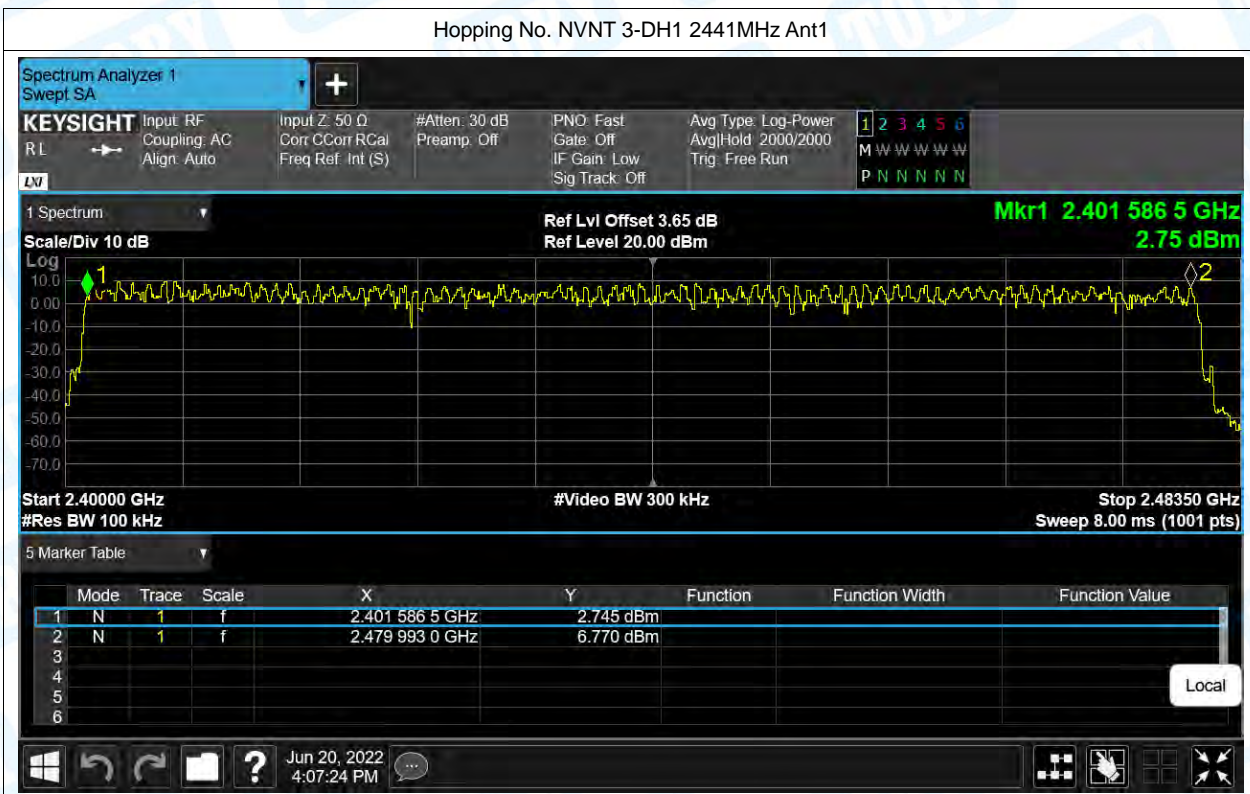 Hopping No. NVNT 3-DH1 2441MHz Ant1
Spectrum Analyzer 1
Swept SA
+
KEYSIGHT
R L
LXI
Input: RF
Coupling: AC
Align: Auto
Input Z: 50 Ω
Corr CCorr RCal
Freq Ref: Int (S)
#Atten: 30 dB
Preamp: Off
PNO: Fast
Gate: Off
IF Gain: Low
Sig Track: Off
Avg Type: Log-Power
Avg|Hold: 2000/2000
Trig: Free Run
1 2 3 4 5 6
M W W W W W
P N N N N N
1 Spectrum
Scale/Div 10 dB
Ref Lvl Offset 3.65 dB
Ref Level 20.00 dBm
Mkr1 2.401 586 5 GHz
2.75 dBm
Log
10.0
0.00
-10.0
-20.0
-30.0
-40.0
-50.0
-60.0
-70.0
1
2
Start 2.40000 GHz
#Res BW 100 kHz
#Video BW 300 kHz
Stop 2.48350 GHz
Sweep 8.00 ms (1001 pts)
5 Marker Table
Mode Trace Scale X Y Function Function Width Function Value
1 N 1 f 2.401 586 5 GHz 2.745 dBm
2 N 1 f 2.479 993 0 GHz 6.770 dBm
3
4
5
6
Local
?
Jun 20, 2022
4:07:24 PM